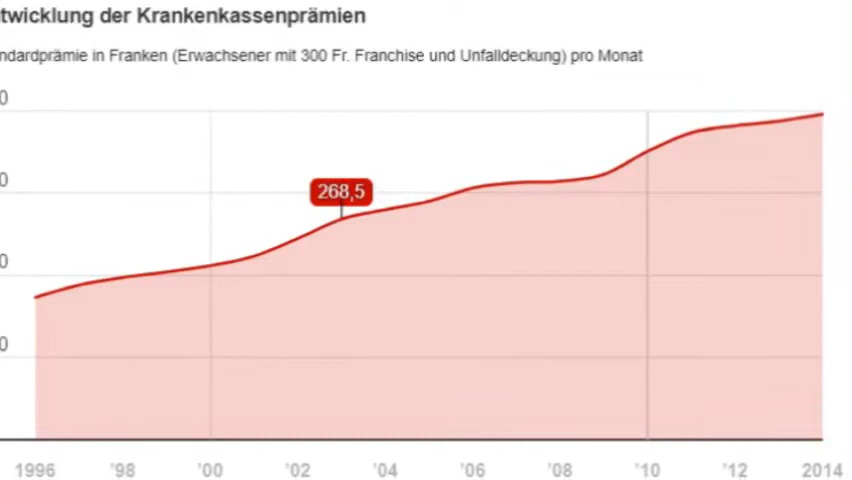 twicklung der Krankenkassenprämien
ndardprämie in Franken (Erwachsener mit 300 Fr. Franchise und Unfalldeckung) pro Monat
0
0
268,5
0
0
1996 '98 '00 '02 '04 '06 '08 '10 '12 2014